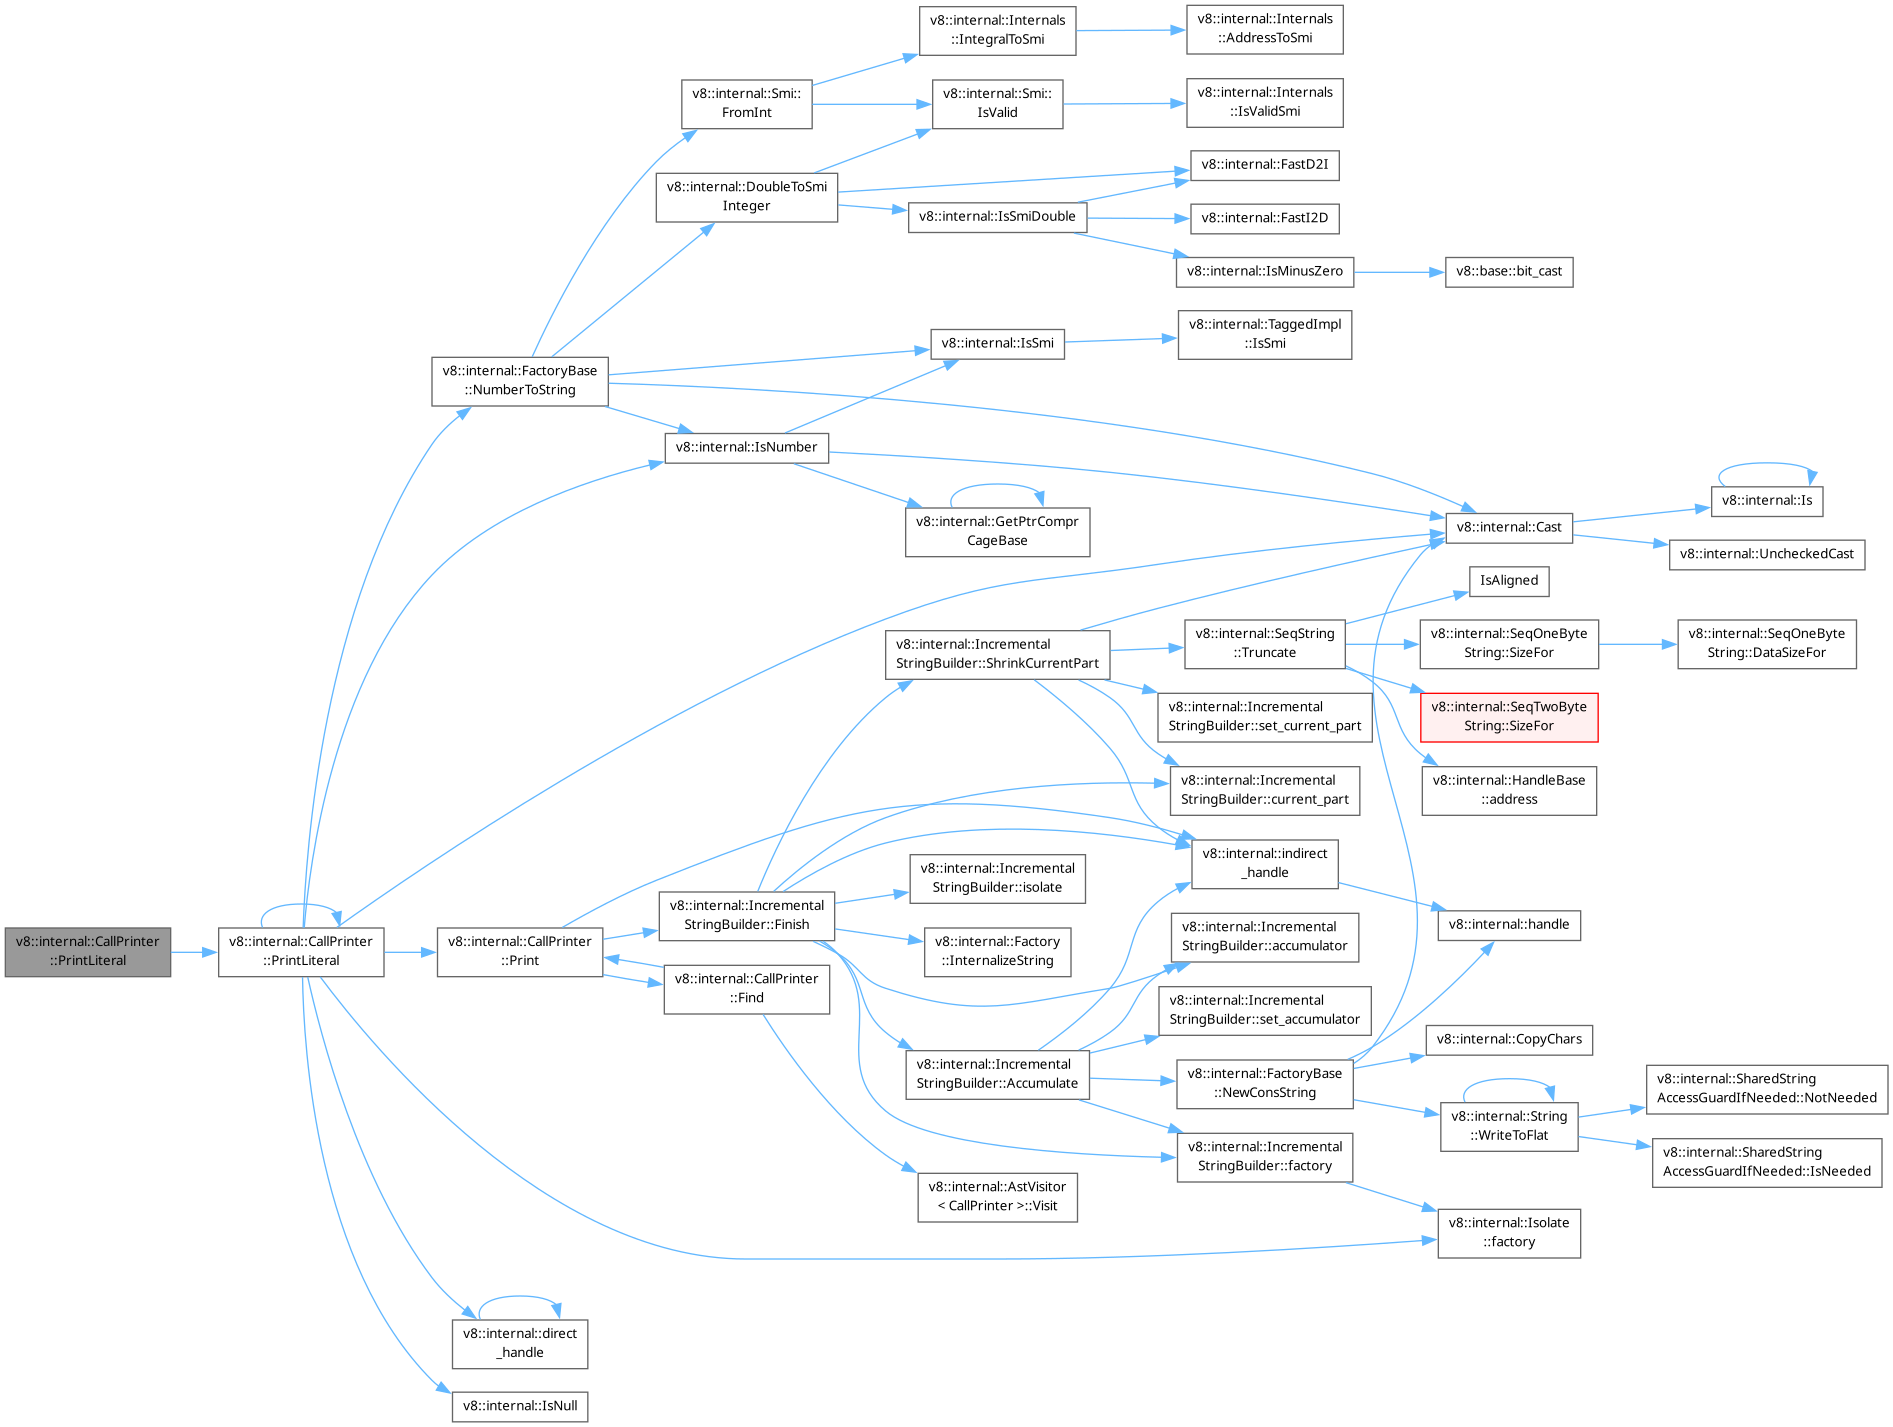 v8::internal::CallPrinter
::PrintLiteral
v8::internal::CallPrinter
::PrintLiteral
v8::internal::FactoryBase
::NumberToString
v8::internal::CallPrinter
::Print
v8::internal::direct
_handle
v8::internal::IsNull
v8::internal::Smi::
FromInt
v8::internal::DoubleToSmi
Integer
v8::internal::IsNumber
v8::internal::Incremental
StringBuilder::Finish
v8::internal::CallPrinter
::Find
v8::internal::Internals
::IntegralToSmi
v8::internal::Smi::
IsValid
v8::internal::IsSmiDouble
v8::internal::IsSmi
v8::internal::GetPtrCompr
CageBase
v8::internal::Incremental
StringBuilder::ShrinkCurrentPart
v8::internal::Incremental
StringBuilder::isolate
v8::internal::Factory
::InternalizeString
v8::internal::Incremental
StringBuilder::Accumulate
v8::internal::AstVisitor
< CallPrinter >::Visit
v8::internal::Internals
::AddressToSmi
v8::internal::Internals
::IsValidSmi
v8::internal::FastD2I
v8::internal::FastI2D
v8::internal::IsMinusZero
v8::internal::TaggedImpl
::IsSmi
v8::internal::SeqString
::Truncate
v8::internal::Incremental
StringBuilder::set_current_part
v8::internal::Incremental
StringBuilder::current_part
v8::internal::indirect
_handle
v8::internal::Incremental
StringBuilder::accumulator
v8::internal::Incremental
StringBuilder::set_accumulator
v8::internal::FactoryBase
::NewConsString
v8::internal::Incremental
StringBuilder::factory
v8::base::bit_cast
v8::internal::Cast
IsAligned
v8::internal::SeqOneByte
String::SizeFor
v8::internal::SeqTwoByte
String::SizeFor
v8::internal::HandleBase
::address
v8::internal::handle
v8::internal::CopyChars
v8::internal::String
::WriteToFlat
v8::internal::Isolate
::factory
v8::internal::Is
v8::internal::UncheckedCast
v8::internal::SeqOneByte
String::DataSizeFor
v8::internal::SharedString
AccessGuardIfNeeded::NotNeeded
v8::internal::SharedString
AccessGuardIfNeeded::IsNeeded